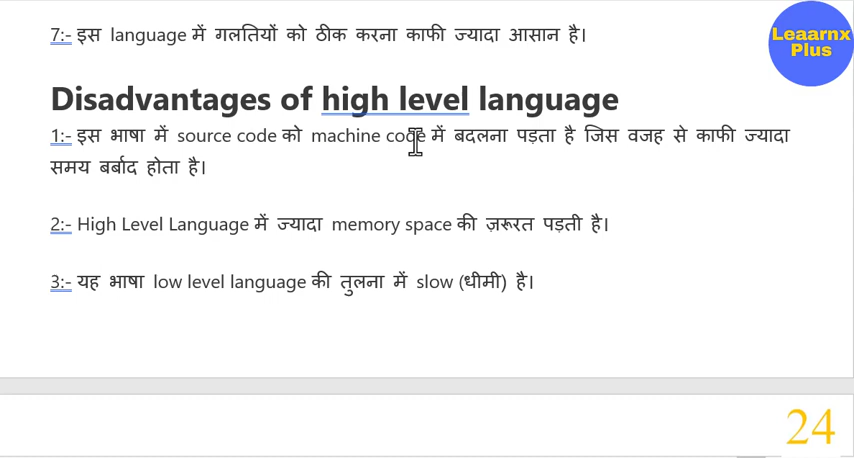 7:- इस language में गलतियों को ठीक करना काफी ज्यादा आसान है।
Leaarnx
Plus
Disadvantages of high level language
1:- इस भाषा में source code को machine code में बदलना पड़ता है जिस वजह से काफी ज्यादा
समय बर्बाद होता है।
2:- High Level Language में ज्यादा memory space की ज़रूरत पड़ती है।
3:- यह भाषा low level language की तुलना में slow (धीमी) है।
24